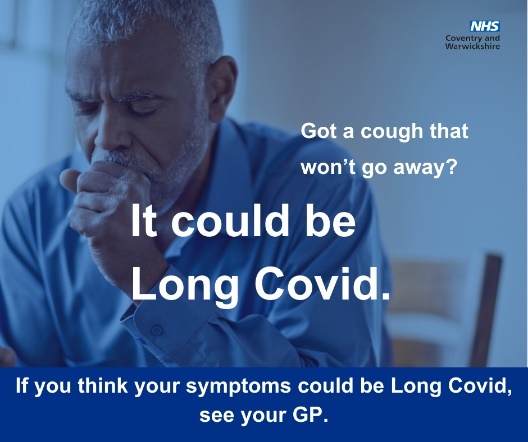 NHS
Coventry and
Warwickshire
Got a cough that
won’t go away?
It could be
Long Covid.
If you think your symptoms could be Long Covid,
see your GP.